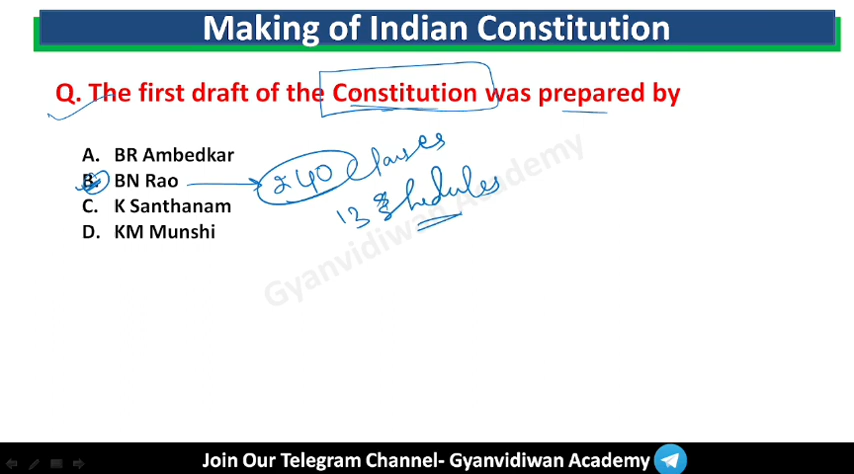 Making of Indian Constitution
Q. The first draft of the Constitution was prepared by
A. BR Ambedkar
B. BN Rao
240 Clauses
C. K Santhanam
13 Shedules
D. KM Munshi
Gyanvidiwan Academy
Join Our Telegram Channel- Gyanvidiwan Academy